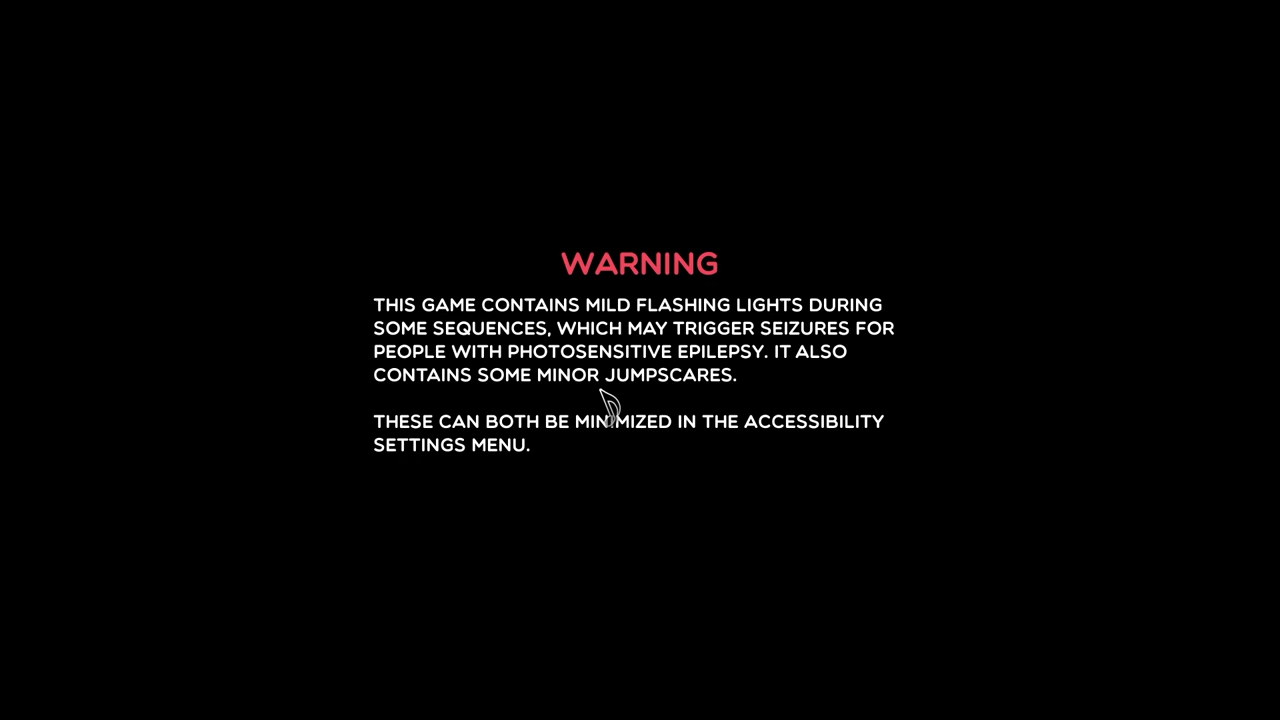 WARNING
THIS GAME CONTAINS MILD FLASHING LIGHTS DURING
SOME SEQUENCES, WHICH MAY TRIGGER SEIZURES FOR
PEOPLE WITH PHOTOSENSITIVE EPILEPSY. IT ALSO
CONTAINS SOME MINOR JUMPSCARES.
THESE CAN BOTH BE MINIMIZED IN THE ACCESSIBILITY
SETTINGS MENU.